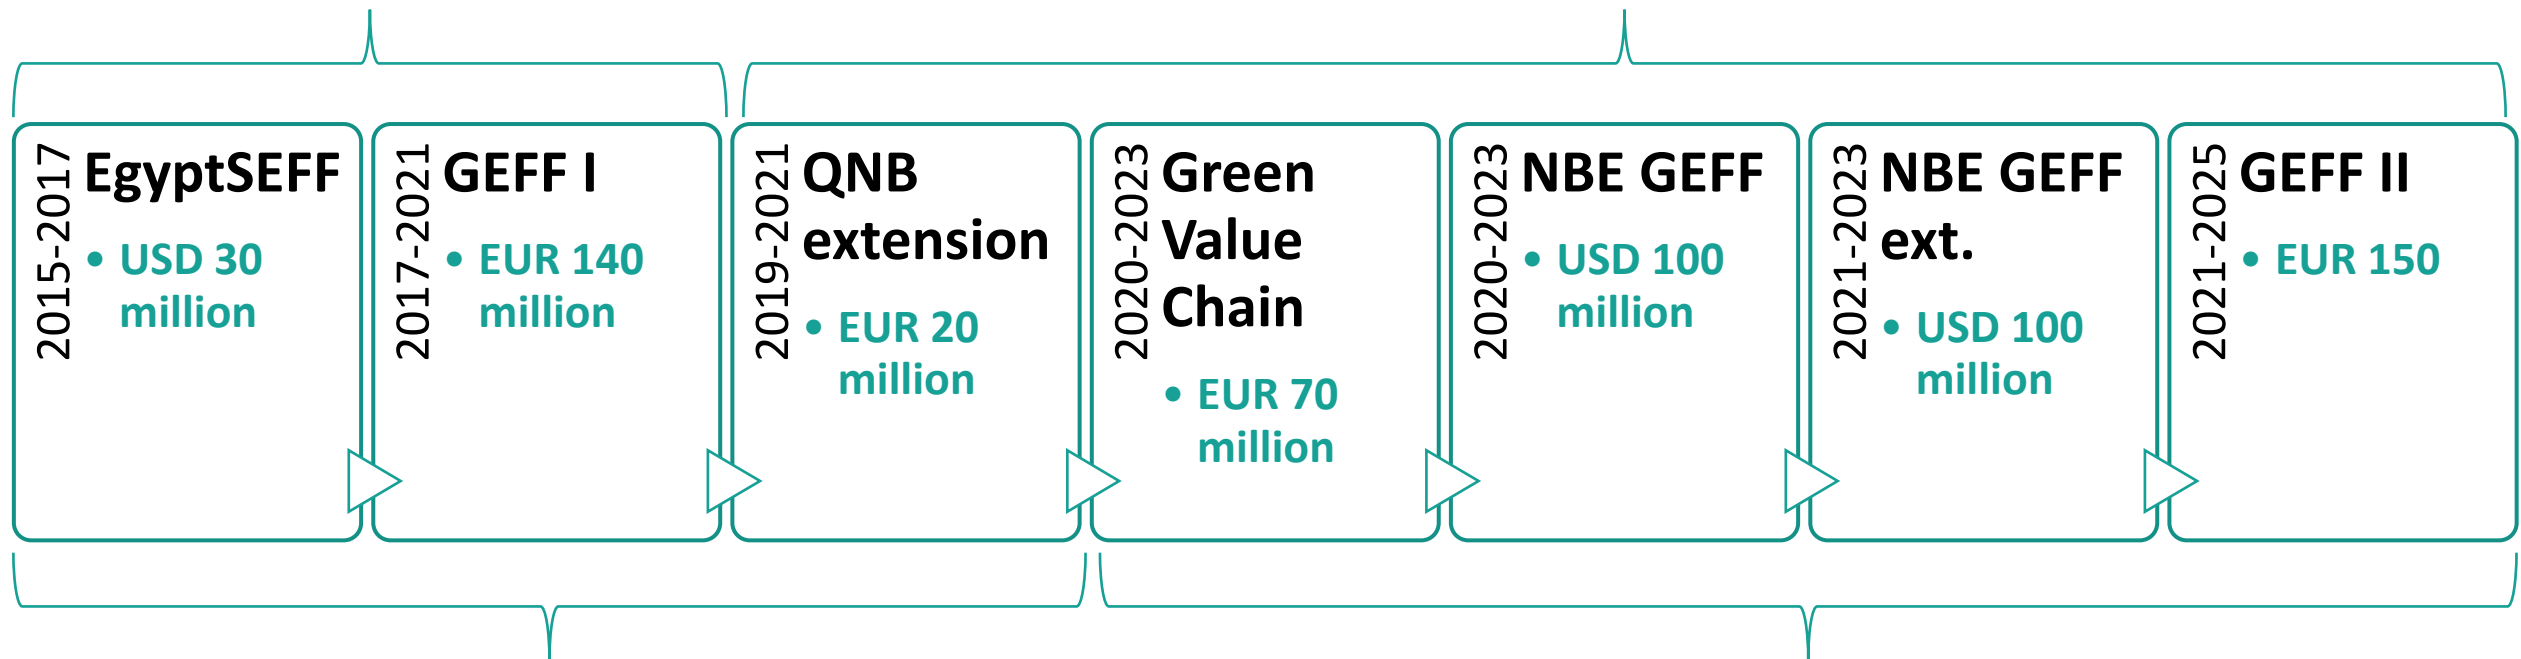 2015-2017
EgyptSEFF
• USD 30
million
2017-2021
GEFF I
• EUR 140
million
2019-2021
QNB
extension
• EUR 20
million
2020-2023
Green
Value
Chain
• EUR 70
million
2020-2023
NBE GEFF
• USD 100
million
2021-2023
NBE GEFF
ext.
• USD 100
million
2021-2025
GEFF II
• EUR 150